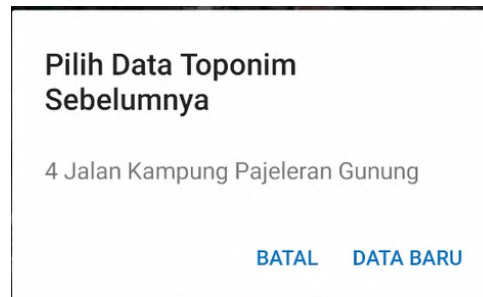 Pilih Data Toponim
Sebelumnya
4 Jalan Kampung Pajeleran Gunung
BATAL DATA BARU